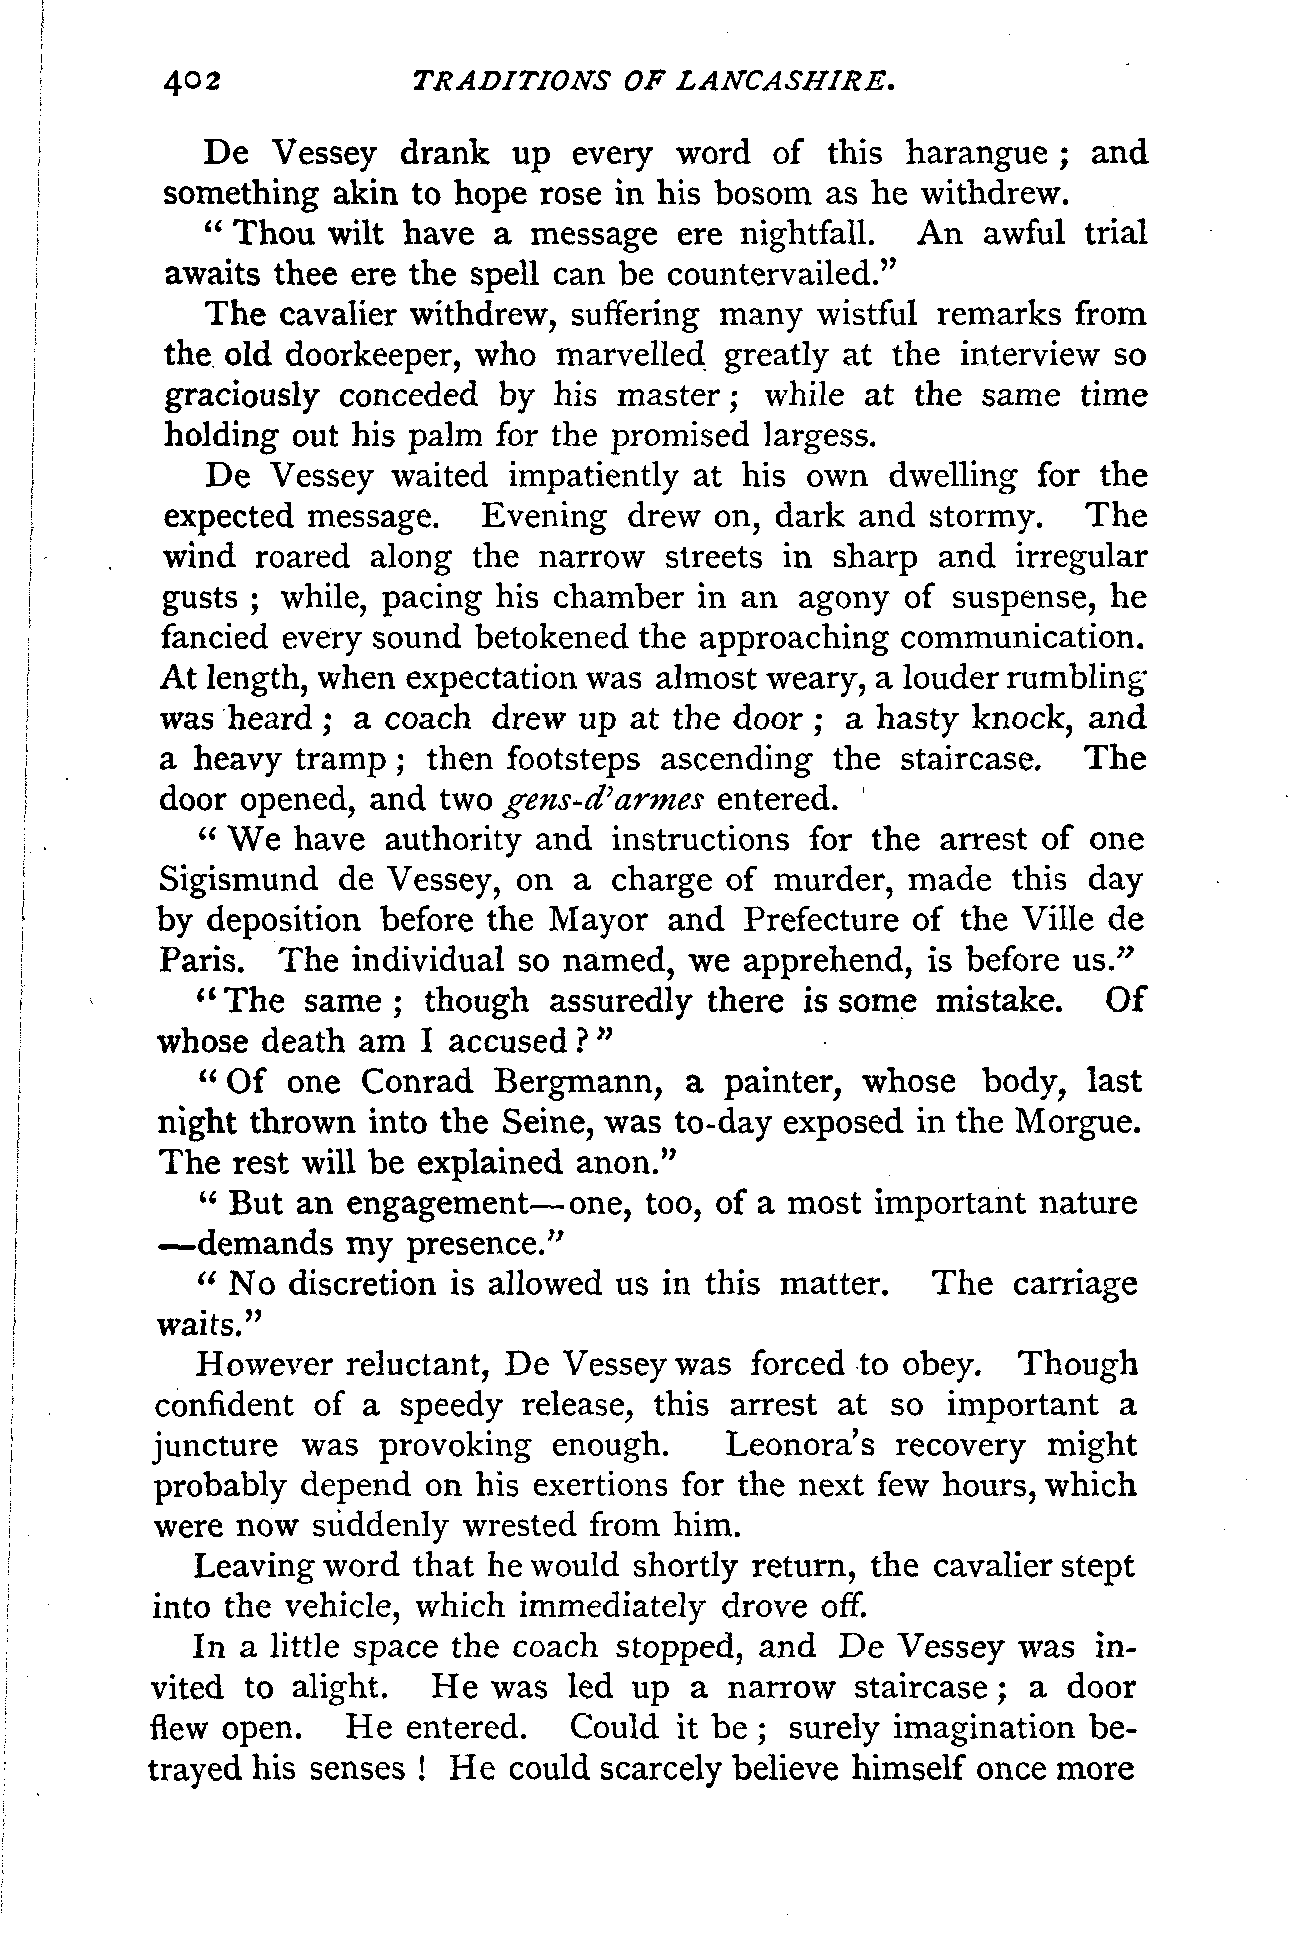 402 TRADITIONS OF LANCASHIRE.
De Vessey drank up every word of this harangue ; and
something akin to hope rose in his bosom as he withdrew.
“ Thou wilt have a message ere nightfall. An awful trial
awaits thee ere the spell can be countervailed.”
The cavalier withdrew, suffering many wistful remarks from
the old doorkeeper, who marvelled greatly at the interview so
graciously conceded by his master ; while at the same time
holding out his palm for the promised largess.
De Vessey waited impatiently at his own dwelling for the
expected message. Evening drew on, dark and stormy. The
wind roared along the narrow streets in sharp and irregular
gusts ; while, pacing his chamber in an agony of suspense, he
fancied every sound betokened the approaching communication.
At length, when expectation was almost weary, a louder rumbling
was heard ; a coach drew up at the door ; a hasty knock, and
a heavy tramp ; then footsteps ascending the staircase. The
door opened, and two gens-d’armes entered.
“ We have authority and instructions for the arrest of one
Sigismund de Vessey, on a charge of murder, made this day
by deposition before the Mayor and Prefecture of the Ville de
Paris. The individual so named, we apprehend, is before us.”
“ The same ; though assuredly there is some mistake. Of
whose death am I accused ? ”
“ Of one Conrad Bergmann, a painter, whose body, last
night thrown into the Seine, was to-day exposed in the Morgue.
The rest will be explained anon.”
“ But an engagement—one, too, of a most important nature
—demands my presence.”
“ No discretion is allowed us in this matter. The carriage
waits.”
However reluctant, De Vessey was forced to obey. Though
confident of a speedy release, this arrest at so important a
juncture was provoking enough. Leonora’s recovery might
probably depend on his exertions for the next few hours, which
were now suddenly wrested from him.
Leaving word that he would shortly return, the cavalier stept
into the vehicle, which immediately drove off.
In a little space the coach stopped, and De Vessey was in-
vited to alight. He was led up a narrow staircase ; a door
flew open. He entered. Could it be ; surely imagination be-
trayed his senses ! He could scarcely believe himself once more